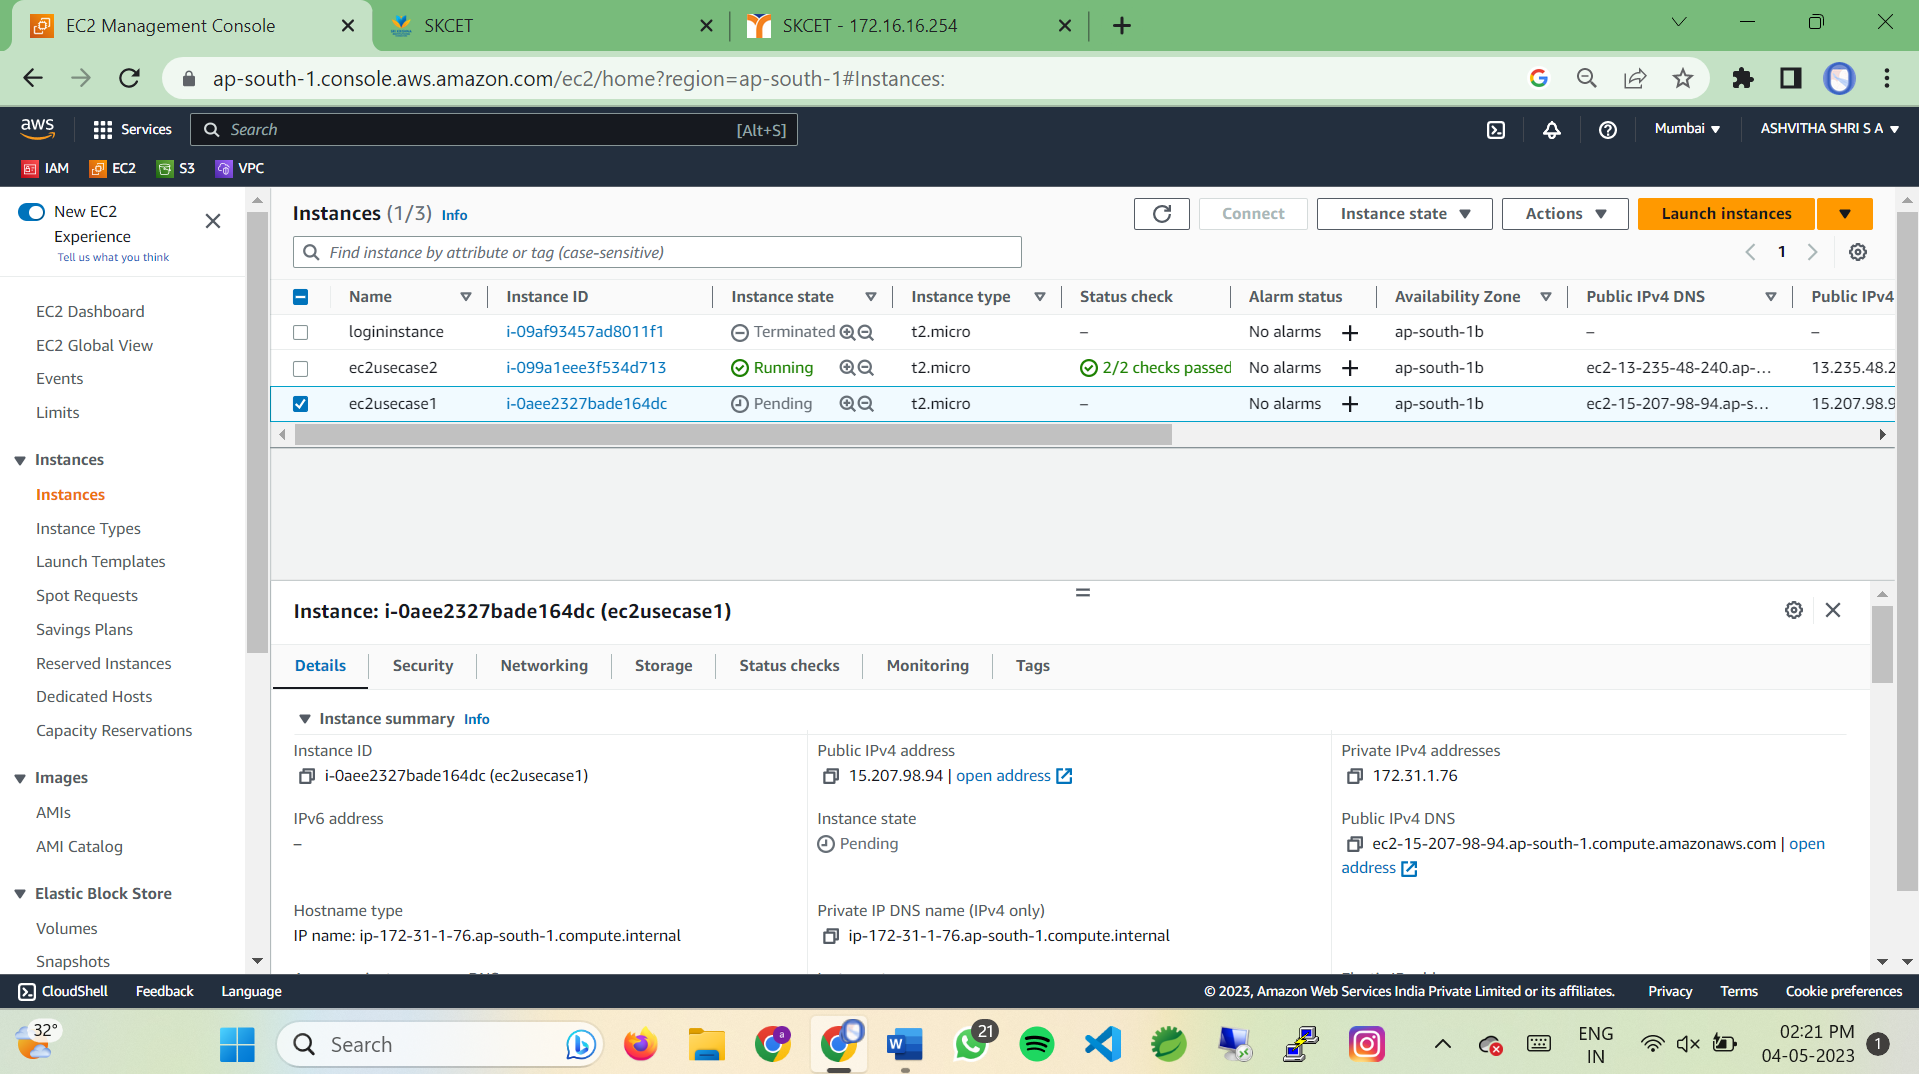 EC2 Management Console
SKCET
SKCET - 172.16.16.254
ap-south-1.console.aws.amazon.com/ec2/home?region=ap-south-1#Instances:
aws
Services
Search
[Alt+S]
Mumbai
ASHVITHA SHRI S A
IAM
EC2
S3
VPC
New EC2
Experience
Tell us what you think
EC2 Dashboard
EC2 Global View
Events
Limits
Instances
Instances
Instance Types
Launch Templates
Spot Requests
Savings Plans
Reserved Instances
Dedicated Hosts
Capacity Reservations
Images
AMIs
AMI Catalog
Elastic Block Store
Volumes
Snapshots
Instances (1/3) Info
Connect
Instance state
Actions
Launch instances
Find instance by attribute or tag (case-sensitive)
1
Name Instance ID Instance state Instance type Status check Alarm status Availability Zone Public IPv4 DNS Public IPv4
logininstance i-09af93457ad8011f1 Terminated t2.micro – No alarms ap-south-1b – –
ec2usecase2 i-099a1eee3f534d713 Running t2.micro 2/2 checks passed No alarms ap-south-1b ec2-13-235-48-240.ap-... 13.235.48.2
ec2usecase1 i-0aee2327bade164dc Pending t2.micro – No alarms ap-south-1b ec2-15-207-98-94.ap-s... 15.207.98.9
Instance: i-0aee2327bade164dc (ec2usecase1)
Details Security Networking Storage Status checks Monitoring Tags
Instance summary Info
Instance ID
i-0aee2327bade164dc (ec2usecase1)
Public IPv4 address
15.207.98.94 | open address
Private IPv4 addresses
172.31.1.76
IPv6 address
–
Instance state
Pending
Public IPv4 DNS
ec2-15-207-98-94.ap-south-1.compute.amazonaws.com | open
address
Hostname type
IP name: ip-172-31-1-76.ap-south-1.compute.internal
Private IP DNS name (IPv4 only)
ip-172-31-1-76.ap-south-1.compute.internal
CloudShell
Feedback
Language
© 2023, Amazon Web Services India Private Limited or its affiliates.
Privacy
Terms
Cookie preferences
32°
Search
a
W
21
ENG
IN
02:21 PM
04-05-2023
1